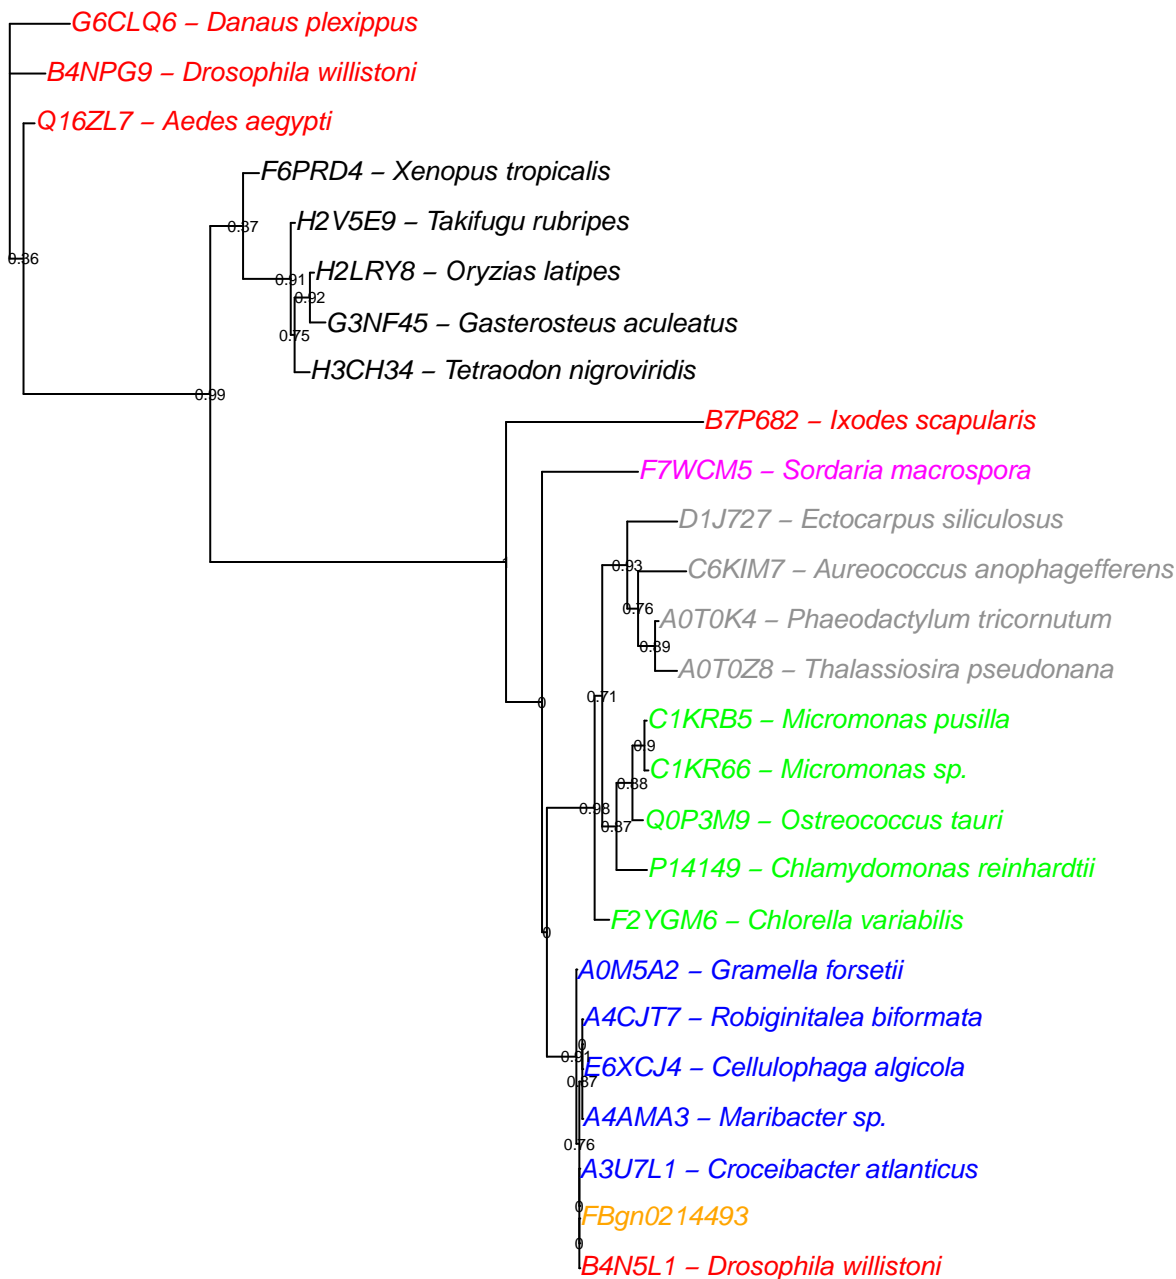 G6CLQ6 – Danaus plexippus
B4NPG9 – Drosophila willistoni
Q16ZL7 – Aedes aegypti
F6PRD4 – Xenopus tropicalis
0.87
H2V5E9 – Takifugu rubripes
0.86
H2LRY8 – Oryzias latipes
0.91
0.92
G3NF45 – Gasterosteus aculeatus
0.75
H3CH34 – Tetraodon nigroviridis
0.99
B7P682 – Ixodes scapularis
F7WCM5 – Sordaria macrospora
D1J727 – Ectocarpus siliculosus
1
0.93
C6KIM7 – Aureococcus anophagefferens
0.76
A0T0K4 – Phaeodactylum tricornutum
0.89
A0T0Z8 – Thalassiosira pseudonana
0.71
0
C1KRB5 – Micromonas pusilla
0.9
C1KR66 – Micromonas sp.
0.88
0.98
Q0P3M9 – Ostreococcus tauri
0.87
P14149 – Chlamydomonas reinhardtii
F2YGM6 – Chlorella variabilis
0
A0M5A2 – Gramella forsetii
A4CJT7 – Robiginitalea biformata
0
0.91
E6XCJ4 – Cellulophaga algicola
0.87
A4AMA3 – Maribacter sp.
0.76
A3U7L1 – Croceibacter atlanticus
0
FBgn0214493
0
B4N5L1 – Drosophila willistoni